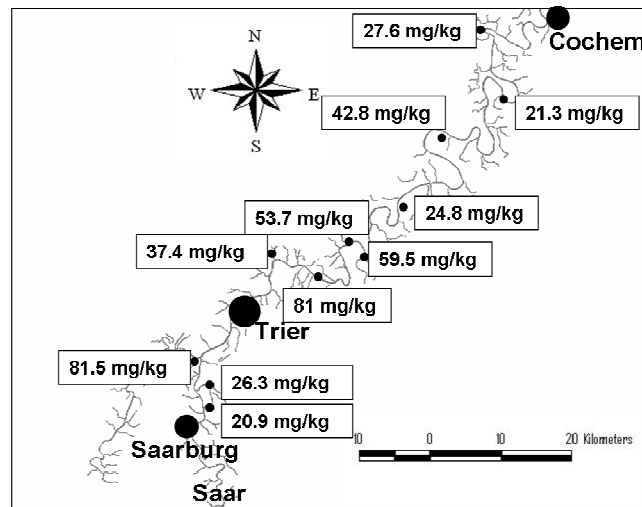 27.6 mg/kg
Cochem
N
W E
S
42.8 mg/kg
21.3 mg/kg
53.7 mg/kg
24.8 mg/kg
37.4 mg/kg
59.5 mg/kg
81 mg/kg
Trier
81.5 mg/kg
26.3 mg/kg
20.9 mg/kg
Saarburg
10 0 10 20 Kilometers
Saar